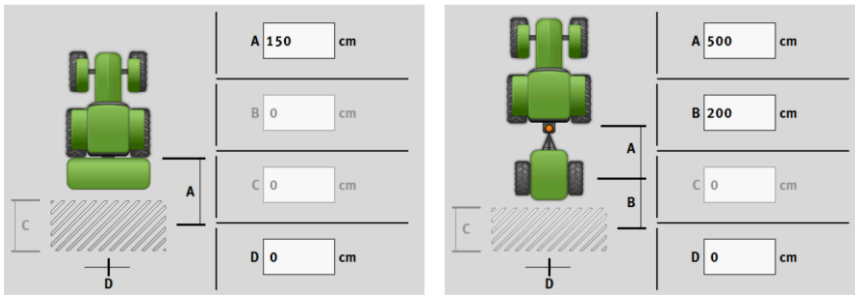 A 150 cm
B 0 cm
A
C
C 0 cm
D 0 cm
D
A 500 cm
B 200 cm
A
C 0 cm
B
C
D 0 cm
D